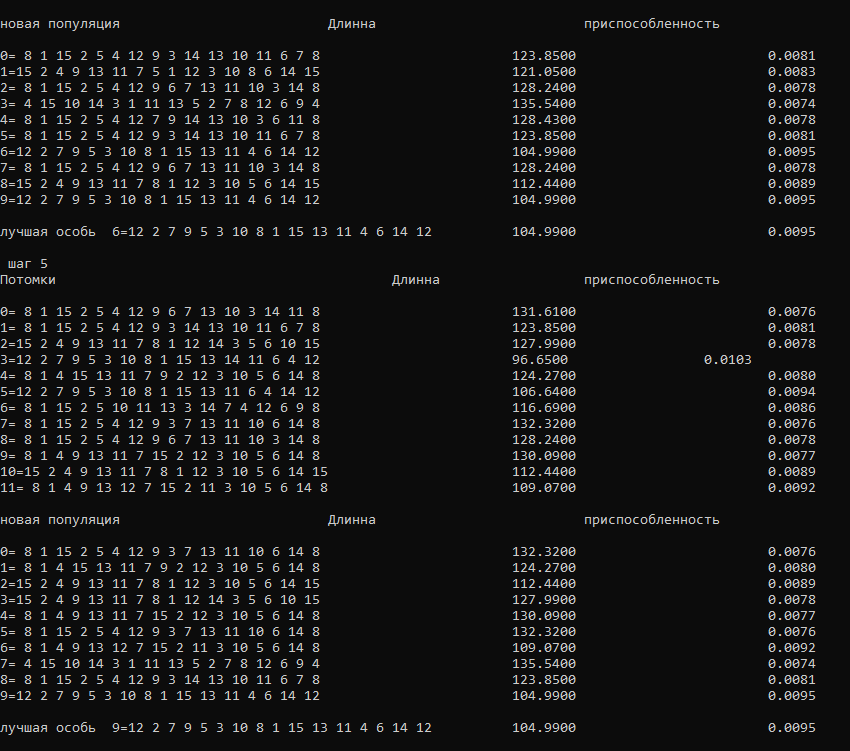 новая популяция Длинна приспособленность
0= 8 1 15 2 5 4 12 9 3 14 13 10 11 6 7 8 123.8500 0.0081
1=15 2 4 9 13 11 7 5 1 12 3 10 8 6 14 15 121.0500 0.0083
2= 8 1 15 2 5 4 12 9 6 7 13 11 10 3 14 8 128.2400 0.0078
3= 4 15 10 14 3 1 11 13 5 2 7 8 12 6 9 4 135.5400 0.0074
4= 8 1 15 2 5 4 12 7 9 14 13 10 3 6 11 8 128.4300 0.0078
5= 8 1 15 2 5 4 12 9 3 14 13 10 11 6 7 8 123.8500 0.0081
6=12 2 7 9 5 3 10 8 1 15 13 11 4 6 14 12 104.9900 0.0095
7= 8 1 15 2 5 4 12 9 6 7 13 11 10 3 14 8 128.2400 0.0078
8=15 2 4 9 13 11 7 8 1 12 3 10 5 6 14 15 112.4400 0.0089
9=12 2 7 9 5 3 10 8 1 15 13 11 4 6 14 12 104.9900 0.0095
лучшая особь 6=12 2 7 9 5 3 10 8 1 15 13 11 4 6 14 12 104.9900 0.0095
шаг 5
Потомки Длинна приспособленность
0= 8 1 15 2 5 4 12 9 6 7 13 10 3 14 11 8 131.6100 0.0076
1= 8 1 15 2 5 4 12 9 3 14 13 10 11 6 7 8 123.8500 0.0081
2=15 2 4 9 13 11 7 8 1 12 14 3 5 6 10 15 127.9900 0.0078
3=12 2 7 9 5 3 10 8 1 15 13 14 11 6 4 12 96.6500 0.0103
4= 8 1 4 15 13 11 7 9 2 12 3 10 5 6 14 8 124.2700 0.0080
5=12 2 7 9 5 3 10 8 1 15 13 11 6 4 14 12 106.6400 0.0094
6= 8 1 15 2 5 10 11 13 3 14 7 4 12 6 9 8 116.6900 0.0086
7= 8 1 15 2 5 4 12 9 3 7 13 11 10 6 14 8 132.3200 0.0076
8= 8 1 15 2 5 4 12 9 6 7 13 11 10 3 14 8 128.2400 0.0078
9= 8 1 4 9 13 11 7 15 2 12 3 10 5 6 14 8 130.0900 0.0077
10=15 2 4 9 13 11 7 8 1 12 3 10 5 6 14 15 112.4400 0.0089
11= 8 1 4 9 13 12 7 15 2 11 3 10 5 6 14 8 109.0700 0.0092
новая популяция Длинна приспособленность
0= 8 1 15 2 5 4 12 9 3 7 13 11 10 6 14 8 132.3200 0.0076
1= 8 1 4 15 13 11 7 9 2 12 3 10 5 6 14 8 124.2700 0.0080
2=15 2 4 9 13 11 7 8 1 12 3 10 5 6 14 15 112.4400 0.0089
3=15 2 4 9 13 11 7 8 1 12 14 3 5 6 10 15 127.9900 0.0078
4= 8 1 4 9 13 11 7 15 2 12 3 10 5 6 14 8 130.0900 0.0077
5= 8 1 15 2 5 4 12 9 3 7 13 11 10 6 14 8 132.3200 0.0076
6= 8 1 4 9 13 12 7 15 2 11 3 10 5 6 14 8 109.0700 0.0092
7= 4 15 10 14 3 1 11 13 5 2 7 8 12 6 9 4 135.5400 0.0074
8= 8 1 15 2 5 4 12 9 3 14 13 10 11 6 7 8 123.8500 0.0081
9=12 2 7 9 5 3 10 8 1 15 13 11 4 6 14 12 104.9900 0.0095
лучшая особь 9=12 2 7 9 5 3 10 8 1 15 13 11 4 6 14 12 104.9900 0.0095